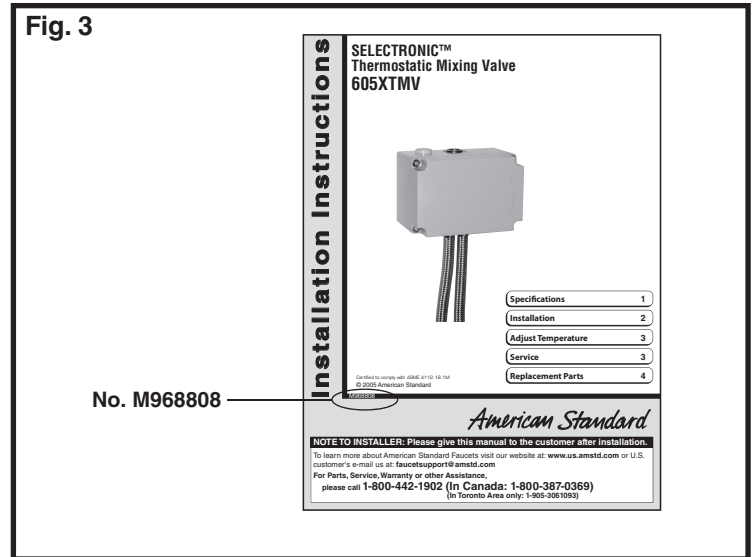 Fig. 3
Installation Instructions
SELECTRONIC™
Thermostatic Mixing Valve
605XTMV
Specifications 1
Installation 2
Adjust Temperature 3
Service 3
Replacement Parts 4
Certified to comply with ASME A112.18.1M
© 2005 American Standard
M968808
No. M968808
American Standard
NOTE TO INSTALLER: Please give this manual to the customer after installation.
To learn more about American Standard Faucets visit our website at: www.us.amstd.com or U.S.
customer's e-mail us at: faucetsupport@amstd.com
For Parts, Service, Warranty or other Assistance,
please call 1-800-442-1902 (In Canada: 1-800-387-0369)
(In Toronto Area only: 1-905-3061093)